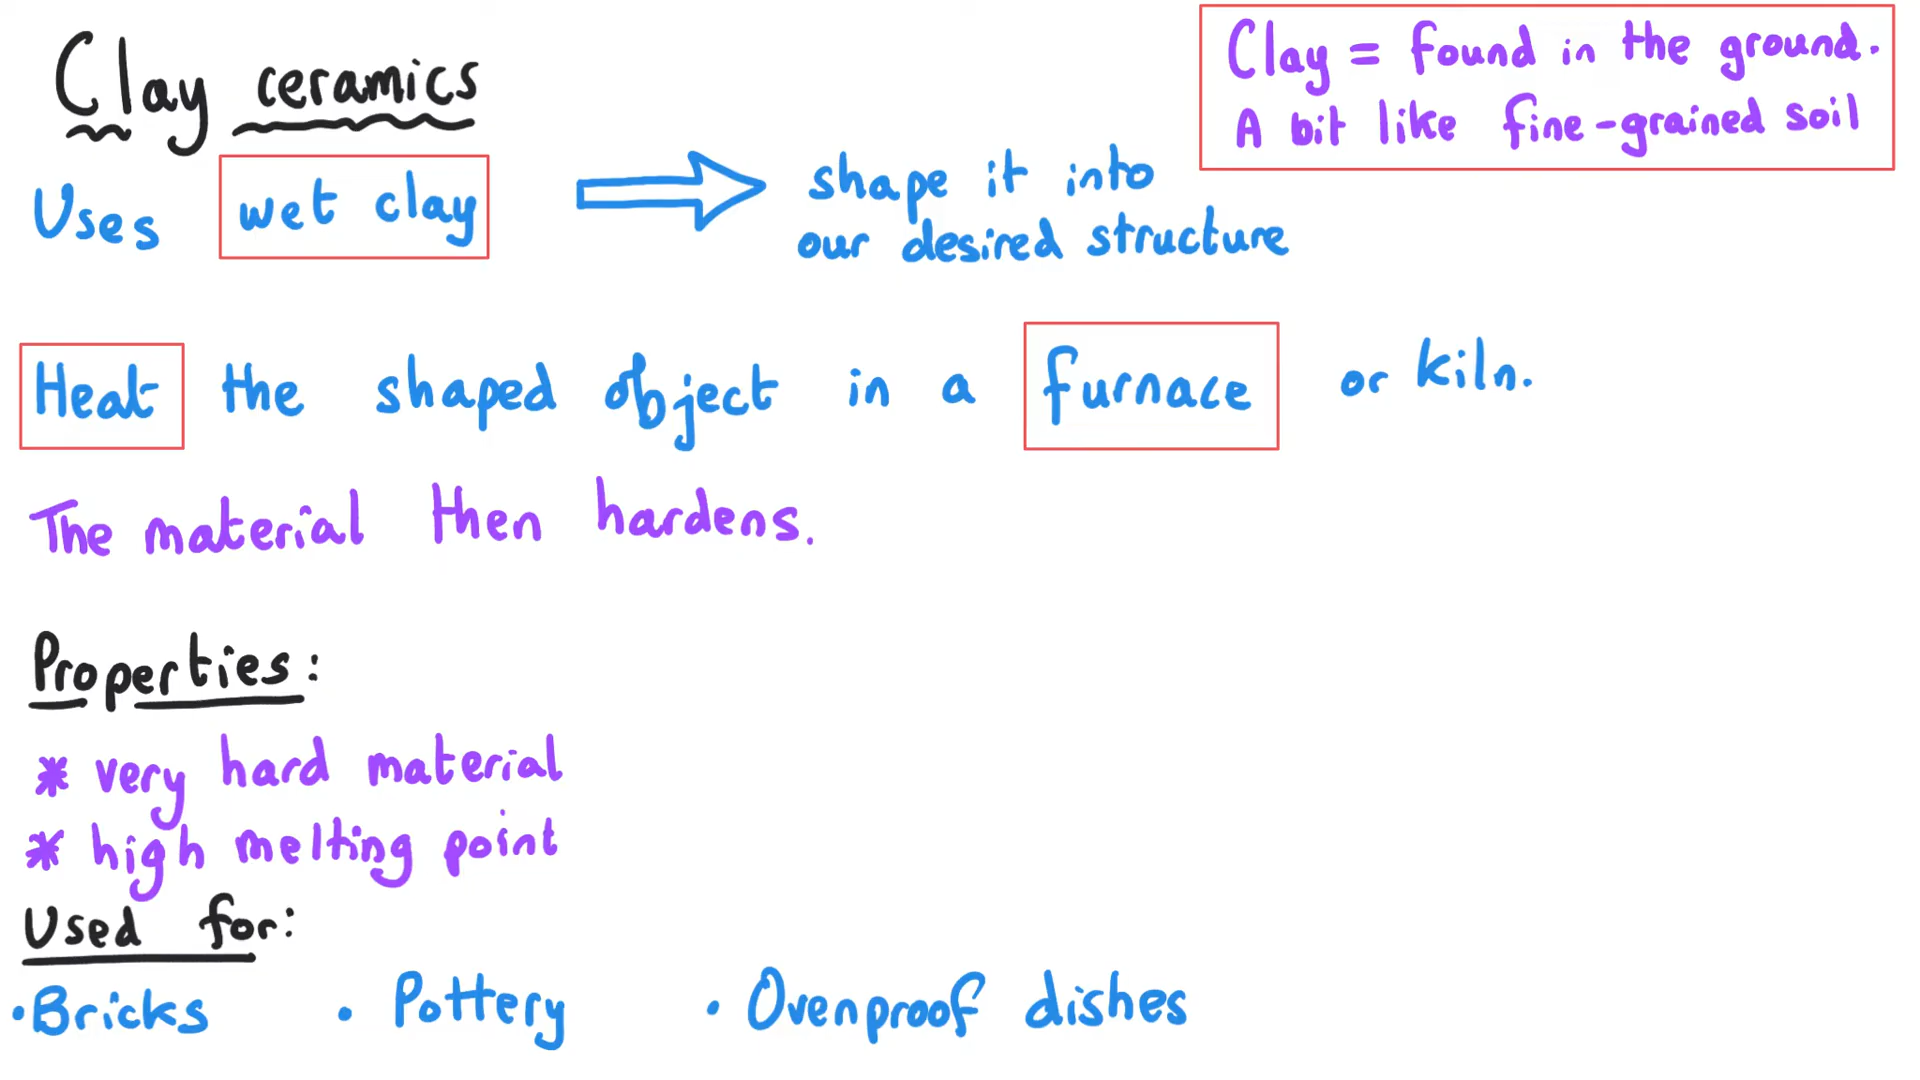 Clay ceramics
Clay = found in the ground.
A bit like fine-grained soil
Uses wet clay
shape it into
our desired structure
Heat the shaped object in a furnace or kiln.
The material then hardens.
Properties:
* very hard material
* high melting point
Used for:
• Bricks • Pottery • Ovenproof dishes